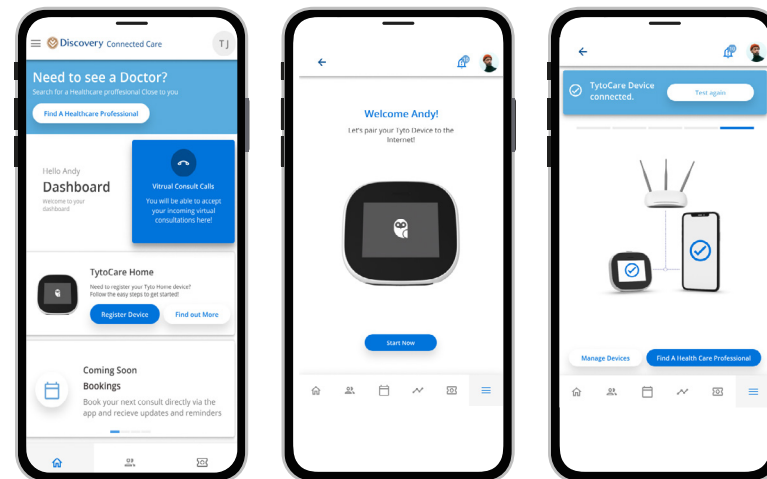 Discovery Connected Care
TJ
Need to see a Doctor?
Search for a Healthcare proffesional Close to you
Find A Healthcare Professional
Hello Andy
Dashboard
Welcome to your
dashboard
Vitrual Consult Calls
You will be able to accept
your incoming virtual
consultations here!
TytoCare Home
Need to register your Tyto Home device?
Follow the easy steps to get started!
Register Device
Find out More
Coming Soon
Bookings
Book your next consult directly via the
app and recieve updates and reminders
Welcome Andy!
Let's pair your Tyto Device to the
Internet!
Start Now
TytoCare Device
connected.
Test again
Manage Devices
Find A Health Care Professional